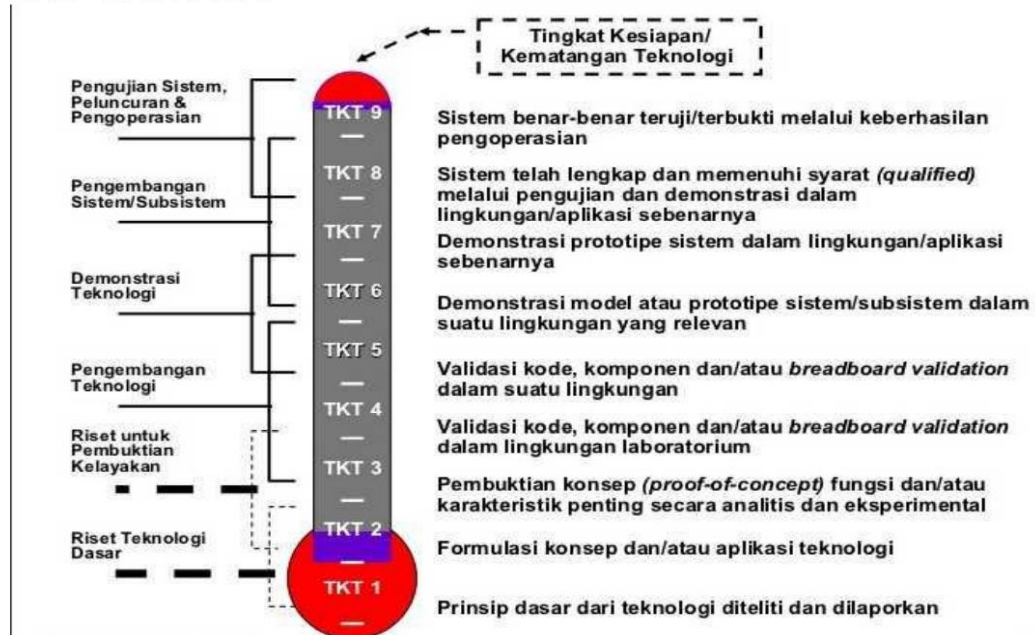 Tingkat Kesiapan/
Kematangan Teknologi
Pengujian Sistem,
Peluncuran &
Pengoperasian
Pengembangan
Sistem/Subsistem
Demonstrasi
Teknologi
Pengembangan
Teknologi
Riset untuk
Pembuktian
Kelayakan
Riset Teknologi
Dasar
TKT 9
TKT 8
TKT 7
TKT 6
TKT 5
TKT 4
TKT 3
TKT 2
TKT 1
Sistem benar-benar teruji/terbukti melalui keberhasilan
pengoperasian
Sistem telah lengkap dan memenuhi syarat (qualified)
melalui pengujian dan demonstrasi dalam
lingkungan/aplikasi sebenarnya
Demonstrasi prototipe sistem dalam lingkungan/aplikasi
sebenarnya
Demonstrasi model atau prototipe sistem/subsistem dalam
suatu lingkungan yang relevan
Validasi kode, komponen dan/atau breadboard validation
dalam suatu lingkungan
Validasi kode, komponen dan/atau breadboard validation
dalam lingkungan laboratorium
Pembuktian konsep (proof-of-concept) fungsi dan/atau
karakteristik penting secara analitis dan eksperimental
Formulasi konsep dan/atau aplikasi teknologi
Prinsip dasar dari teknologi diteliti dan dilaporkan